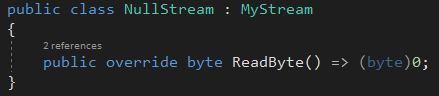 public class NullStream : MyStream
{
2 references
public override byte ReadByte() => (byte)0;
}